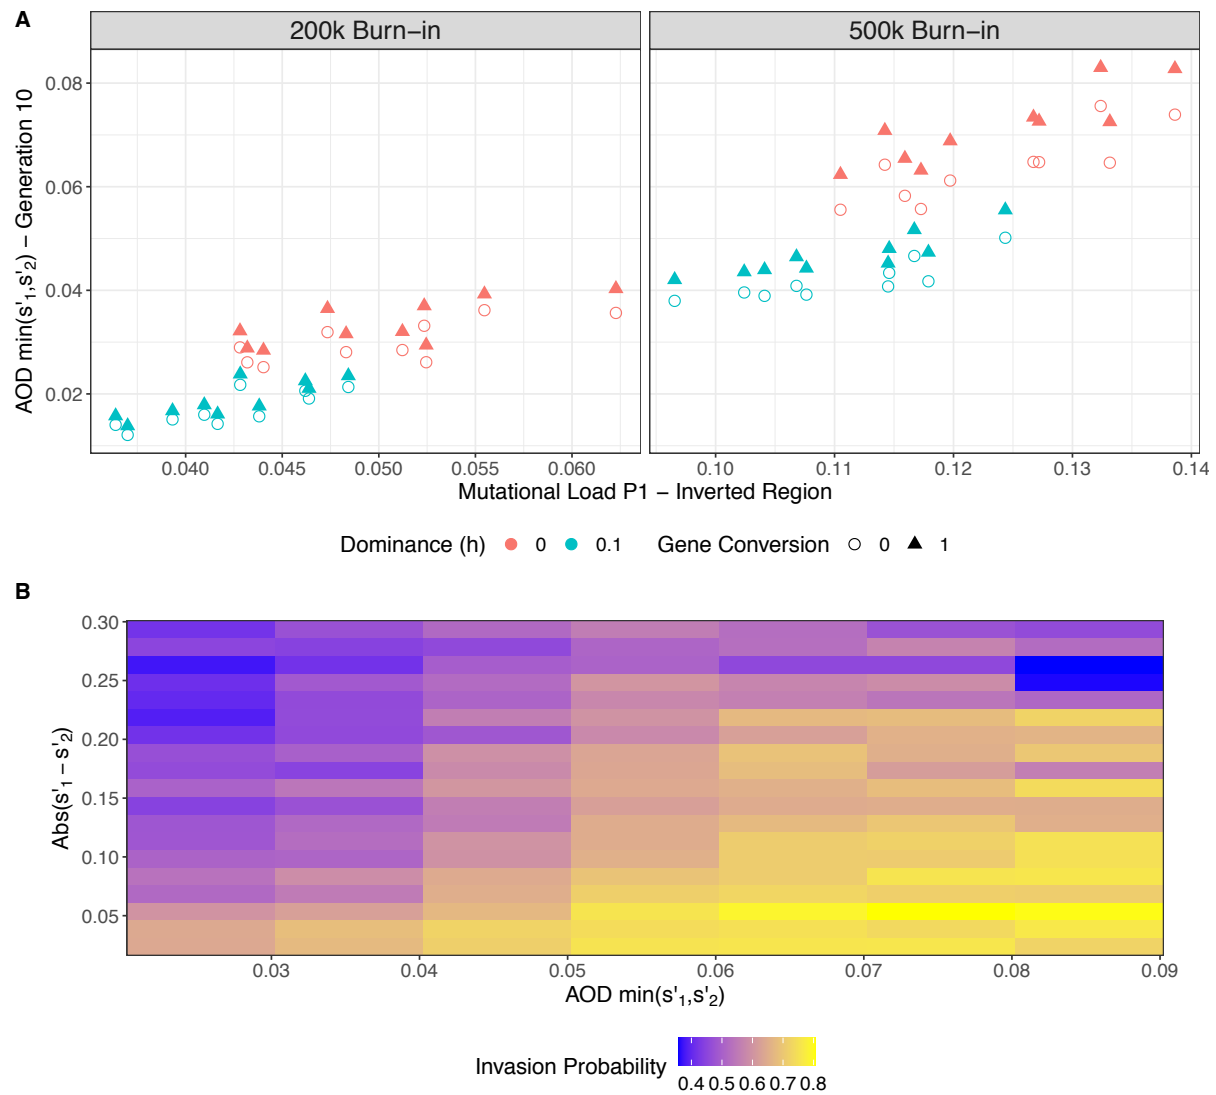 A
200k Burn−in
500k Burn−in
AOD min(s'1,s'2) − Generation 10
0.08
0.06
0.04
0.02
0.040 0.045 0.050 0.055 0.060
0.10 0.11 0.12 0.13 0.14
Mutational Load P1 − Inverted Region
Dominance (h) 0 0.1 Gene Conversion 0 1
B
Abs(s'1 − s'2)
0.30
0.25
0.20
0.15
0.10
0.05
0.03 0.04 0.05 0.06 0.07 0.08 0.09
AOD min(s'1,s'2)
Invasion Probability
0.4 0.5 0.6 0.7 0.8